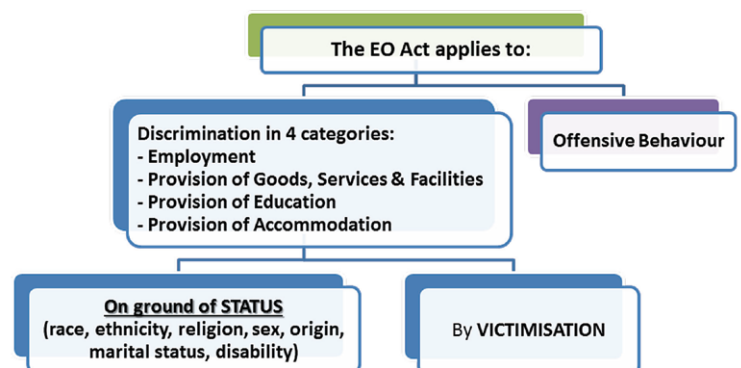 The EO Act applies to:
Discrimination in 4 categories:
- Employment
- Provision of Goods, Services & Facilities
- Provision of Education
- Provision of Accommodation
Offensive Behaviour
On ground of STATUS
(race, ethnicity, religion, sex, origin,
marital status, disability)
By VICTIMISATION